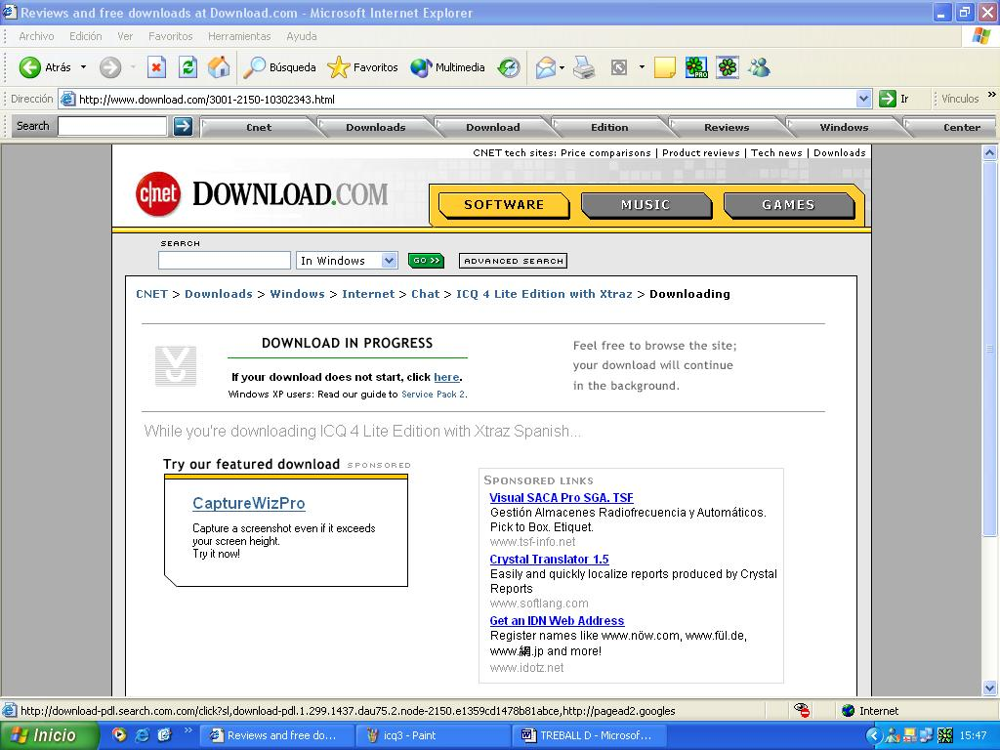 Reviews and free downloads at Download.com - Microsoft Internet Explorer
Archivo Edición Ver Favoritos Herramientas Ayuda
Atrás Búsqueda Favoritos Multimedia PRO
Dirección http://www.download.com/3001-2150-10302343.html Ir Vínculos »
Search Cnet Downloads Download Edition Reviews Windows Center
CNET tech sites: Price comparisons | Product reviews | Tech news | Downloads
c|net DOWNLOAD.COM SOFTWARE MUSIC GAMES
SEARCH
In Windows GO >> ADVANCED SEARCH
CNET > Downloads > Windows > Internet > Chat > ICQ 4 Lite Edition with Xtraz > Downloading
DOWNLOAD IN PROGRESS
If your download does not start, click here.
Windows XP users: Read our guide to Service Pack 2.
Feel free to browse the site;
your download will continue
in the background.
While you're downloading ICQ 4 Lite Edition with Xtraz Spanish...
Try our featured download SPONSORED
CaptureWizPro
Capture a screenshot even if it exceeds
your screen height.
Try it now!
SPONSORED LINKS
Visual SACA Pro SGA. TSF
Gestión Almacenes Radiofrecuencia y Automáticos.
Pick to Box. Etiquet.
www.tsf-info.net
Crystal Translator 1.5
Easily and quickly localize reports produced by Crystal
Reports
www.softlang.com
Get an IDN Web Address
Register names like www.nöw.com, www.fül.de,
www.網.jp and more!
www.idotz.net
http://download-pdl.search.com.com/click?sl,download-pdl.1.299.1437.dau75.2.node-2150.e1359cd1478b81abce,http://pagead2.googles Internet
Inicio » Reviews and free do... icq3 - Paint TREBALL D - Microsof... 15:47